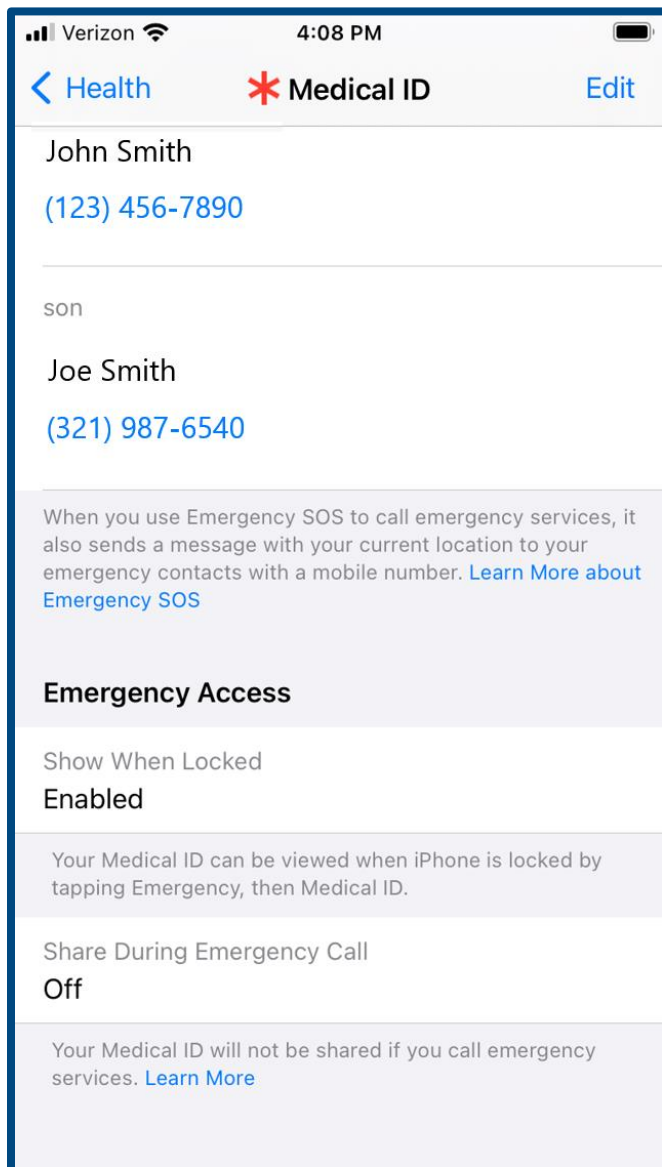 Verizon 4:08 PM
Health Medical ID Edit
John Smith
(123) 456-7890
son
Joe Smith
(321) 987-6540
When you use Emergency SOS to call emergency services, it
also sends a message with your current location to your
emergency contacts with a mobile number. Learn More about
Emergency SOS
Emergency Access
Show When Locked
Enabled
Your Medical ID can be viewed when iPhone is locked by
tapping Emergency, then Medical ID.
Share During Emergency Call
Off
Your Medical ID will not be shared if you call emergency
services. Learn More